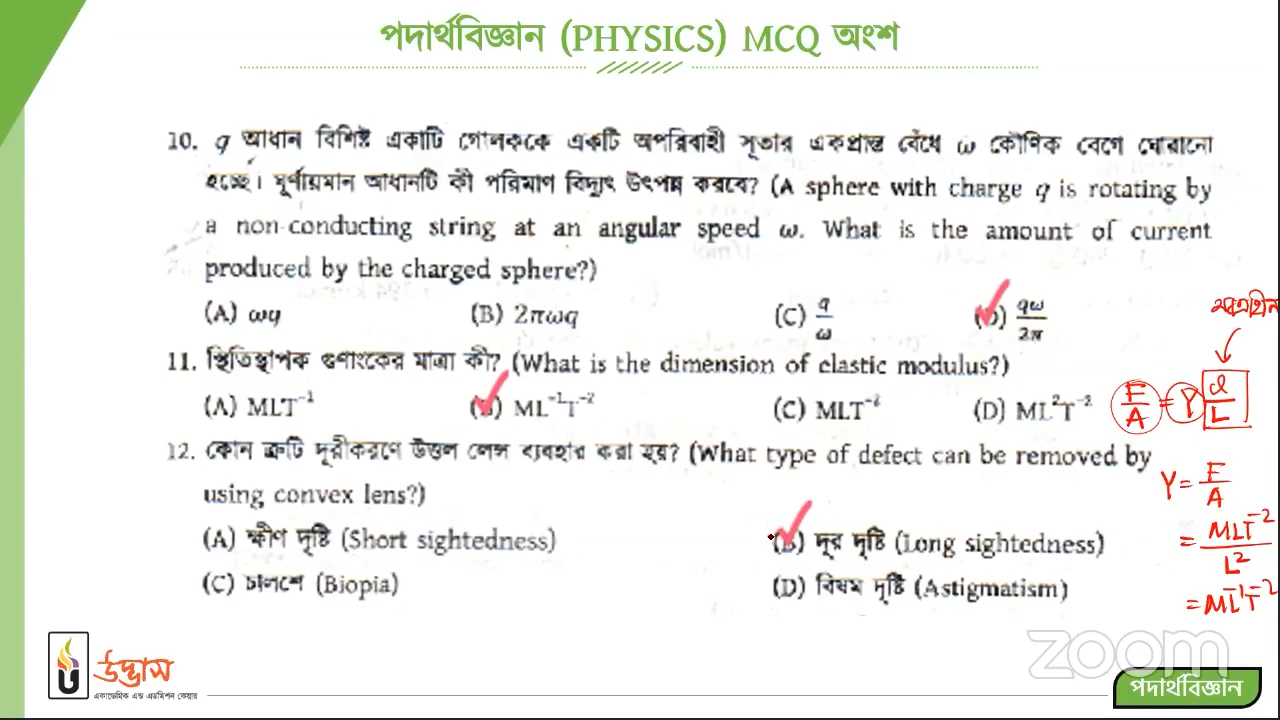 পদার্থবিজ্ঞান (PHYSICS) MCQ অংশ
10. q আধান বিশিষ্ট একটি গোলককে একটি অপরিবাহী সূতার একপ্রান্ত বেঁধে ω কৌণিক বেগে ঘোরানো
হচ্ছে। ঘূর্ণায়মান আধানটি কী পরিমাণ বিদ্যুৎ উৎপন্ন করবে? (A sphere with charge q is rotating by
a non-conducting string at an angular speed ω. What is the amount of current
produced by the charged sphere?)
(A) ωq (B) 2πωq (C) q/ω (D) qω/2π
11. স্থিতিস্থাপক গুণাংকের মাত্রা কী? (What is the dimension of elastic modulus?)
(A) MLT⁻¹ (B) ML⁻¹T⁻² (C) MLT⁻² (D) ML²T⁻²
12. কোন ত্রুটি দূরীকরণে উত্তল লেন্স ব্যবহার করা হয়? (What type of defect can be removed by
using convex lens?)
(A) ক্ষীণ দৃষ্টি (Short sightedness) (B) দূর দৃষ্টি (Long sightedness)
(C) চালশে (Biopia) (D) বিষম দৃষ্টি (Astigmatism)
মাত্রাহীন
F/A = Y l/L
Y = F/A
= MLT⁻²/L²
= ML⁻¹T⁻²
zoom
উদ্ভাস
একাডেমিক এন্ড এডমিশন কেয়ার
পদার্থবিজ্ঞান